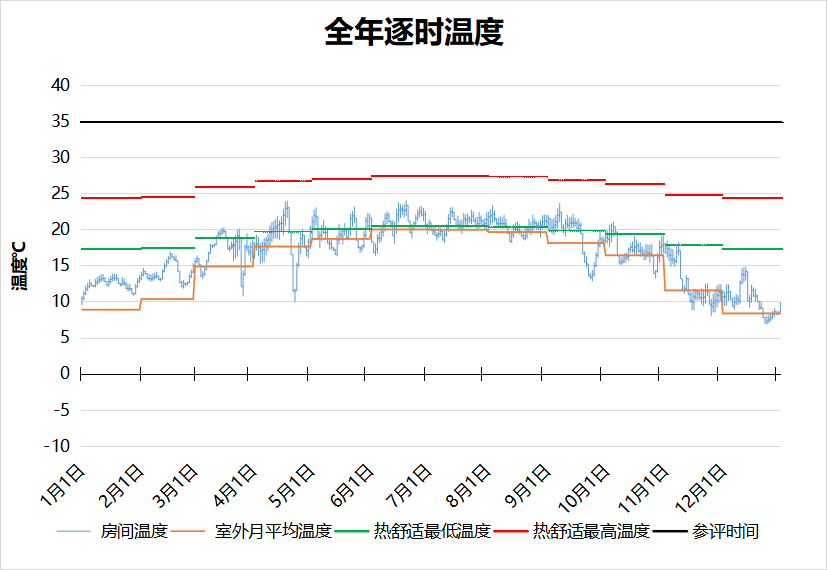 全年逐时温度
温度℃
40
35
30
25
20
15
10
5
0
-5
-10
1月1日
2月1日
3月1日
4月1日
5月1日
6月1日
7月1日
8月1日
9月1日
10月1日
11月1日
12月1日
房间温度 室外月平均温度 热舒适最低温度 热舒适最高温度 参评时间